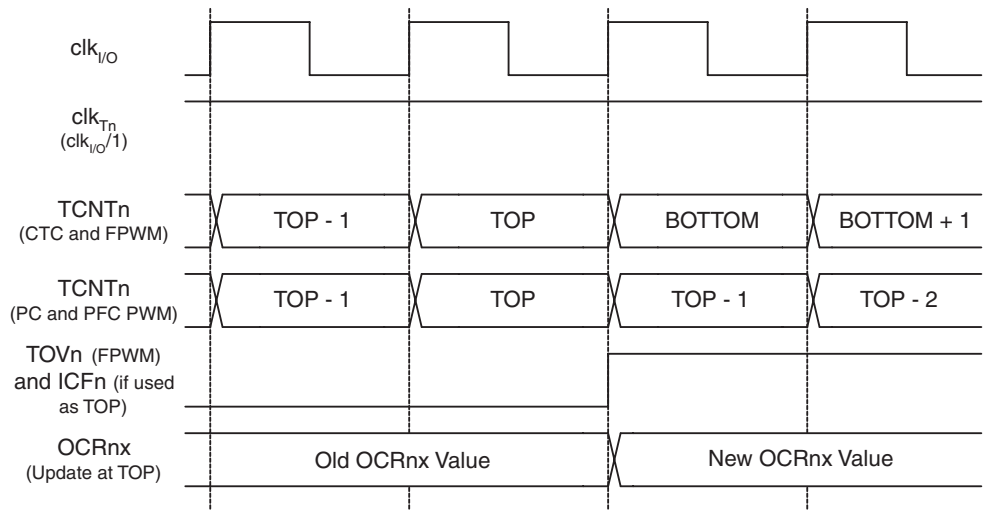 clkI/O
clkTn
(clkI/O/1)
TCNTn
(CTC and FPWM)
TOP - 1
TOP
BOTTOM
BOTTOM + 1
TCNTn
(PC and PFC PWM)
TOP - 1
TOP
TOP - 1
TOP - 2
TOVn (FPWM)
and ICFn (if used
as TOP)
OCRnx
(Update at TOP)
Old OCRnx Value
New OCRnx Value